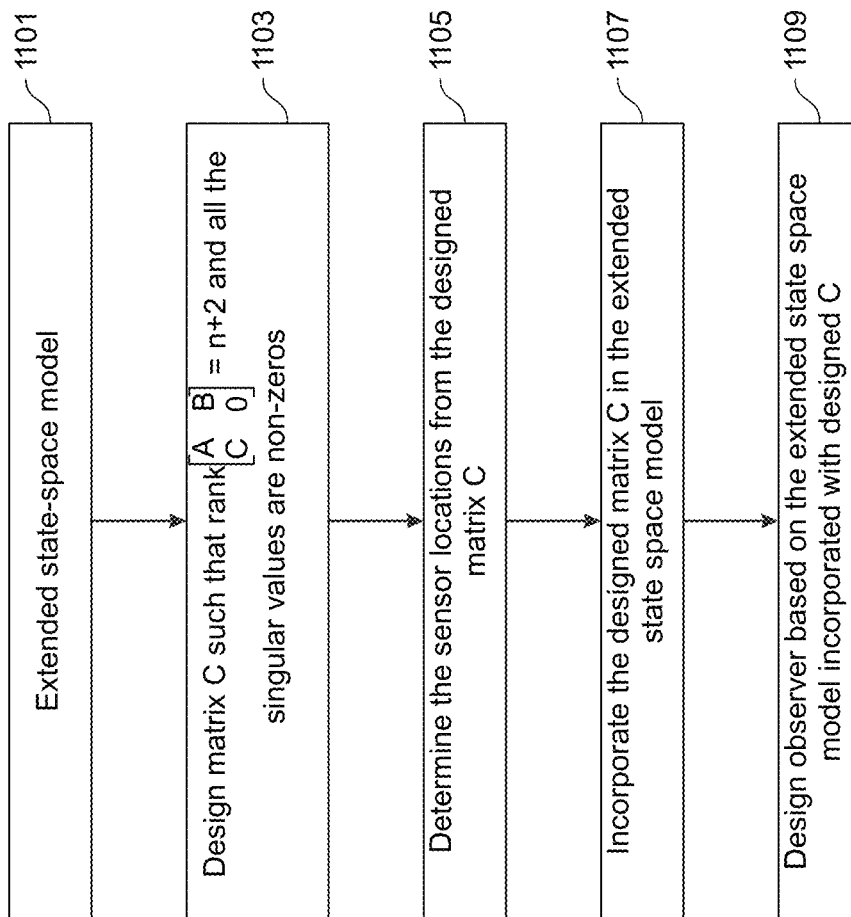 Extended state-space model
1101
Design matrix C such that rank [A B; C 0] = n+2 and all the
singular values are non-zeros
1103
Determine the sensor locations from the designed
matrix C
1105
Incorporate the designed matrix C in the extended
state space model
1107
Design observer based on the extended state space
model incorporated with designed C
1109